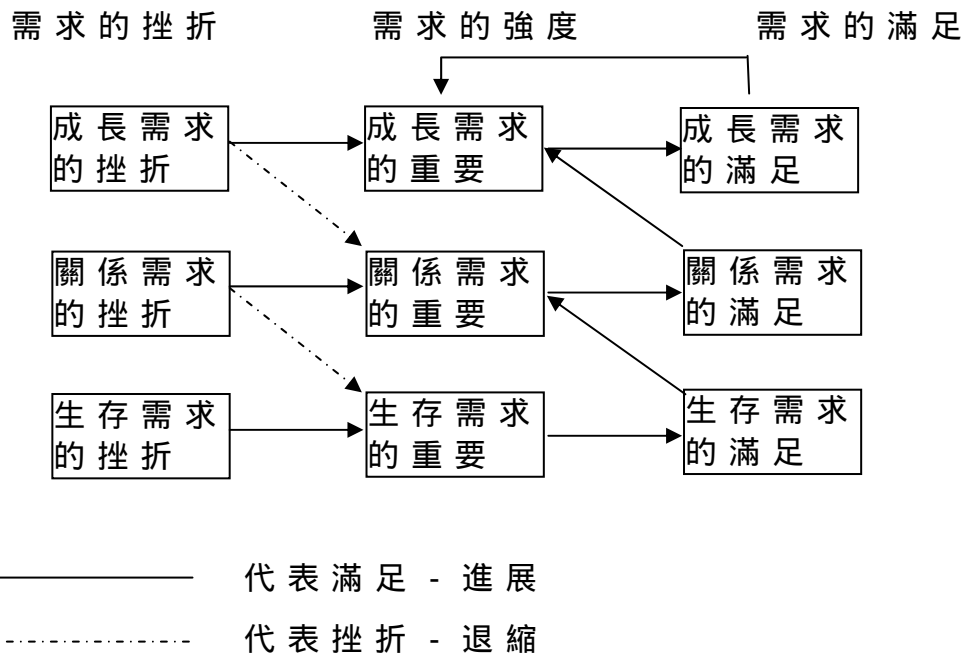 需求的挫折
需求的強度
需求的滿足
成長需求
的挫折
成長需求
的重要
成長需求
的滿足
關係需求
的挫折
關係需求
的重要
關係需求
的滿足
生存需求
的挫折
生存需求
的重要
生存需求
的滿足
代表滿足 - 進展
代表挫折 - 退縮